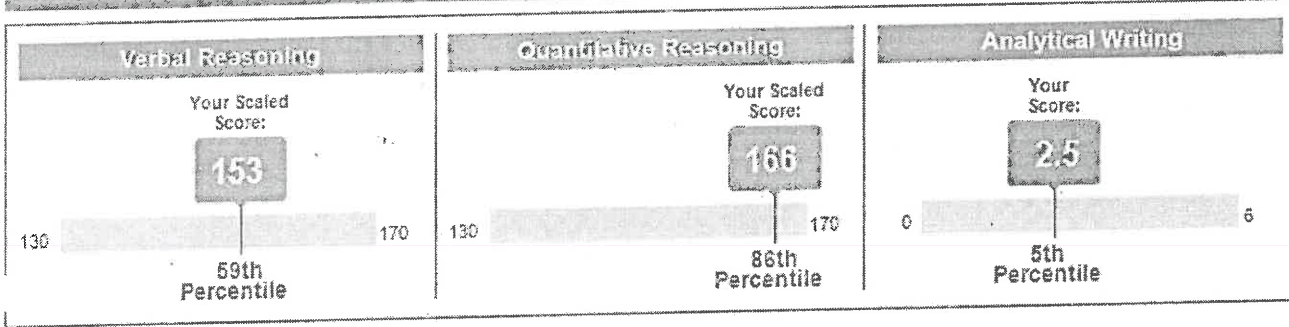 Verbal Reasoning
Your Scaled
Score:
153
130
170
59th
Percentile
Quantitative Reasoning
Your Scaled
Score:
166
130
170
86th
Percentile
Analytical Writing
Your
Score:
2.5
0
6
5th
Percentile